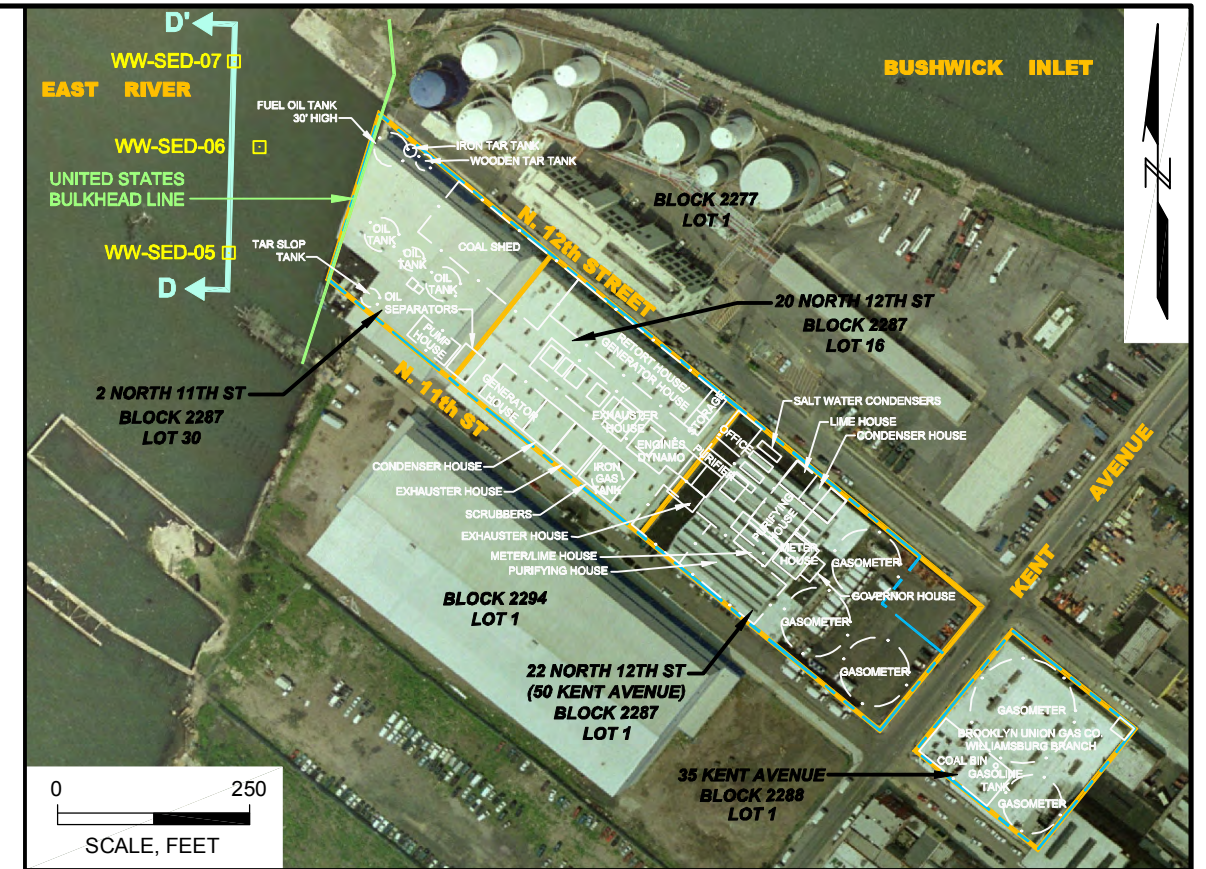 D'
WW-SED-07
EAST RIVER
BUSHWICK INLET
FUEL OIL TANK
30' HIGH
IRON TAR TANK
WOODEN TAR TANK
WW-SED-06
UNITED STATES
BULKHEAD LINE
N
BLOCK 2277
LOT 1
N. 12th STREET
WW-SED-05
D
TAR SLOP
TANK
OIL
TANK
OIL
TANK
OIL
TANK
COAL SHED
OIL
SEPARATORS
PUMP
HOUSE
20 NORTH 12TH ST
BLOCK 2287
LOT 16
RETORT HOUSE/
GENERATOR HOUSE
2 NORTH 11TH ST
BLOCK 2287
LOT 30
N. 11th ST
GENERATOR
HOUSE
EXHAUSTER
HOUSE
ENGINES
DYNAMO
STORAGE
OFFICE
PURIFIER
SALT WATER CONDENSERS
LIME HOUSE
CONDENSER HOUSE
KENT AVENUE
CONDENSER HOUSE
EXHAUSTER HOUSE
SCRUBBERS
IRON
GAS
TANK
EXHAUSTER HOUSE
METER/LIME HOUSE
PURIFYING HOUSE
PURIFYING
HOUSE
METER
HOUSE
GASOMETER
GOVERNOR HOUSE
GASOMETER
GASOMETER
BLOCK 2294
LOT 1
22 NORTH 12TH ST
(50 KENT AVENUE)
BLOCK 2287
LOT 1
GASOMETER
BROOKLYN UNION GAS CO.
WILLIAMSBURG BRANCH
COAL BIN
GASOLINE
TANK
GASOMETER
35 KENT AVENUE
BLOCK 2288
LOT 1
0 250
SCALE, FEET